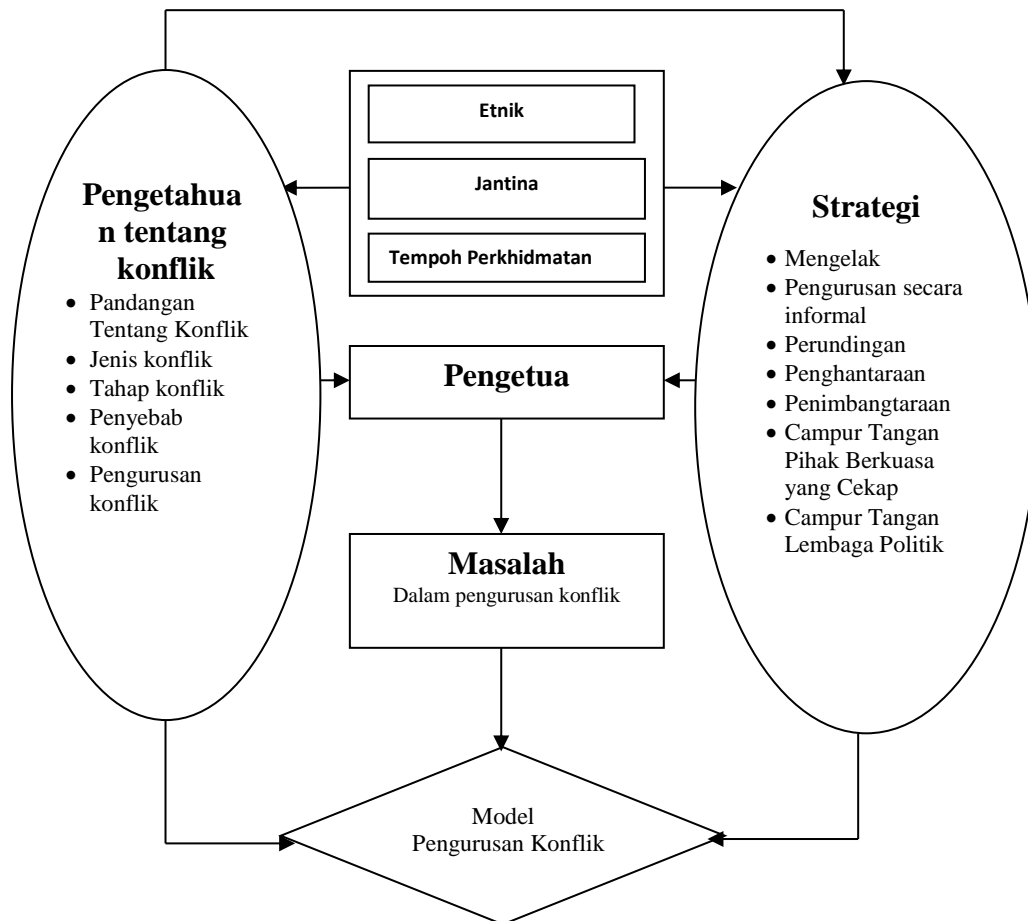 Etnik
Jantina
Tempoh Perkhidmatan
Pengetahua
n tentang
konflik
• Pandangan
Tentang Konflik
• Jenis konflik
• Tahap konflik
• Penyebab
konflik
• Pengurusan
konflik
Strategi
• Mengelak
• Pengurusan secara
informal
• Perundingan
• Penghantaraan
• Penimbangtaraan
• Campur Tangan
Pihak Berkuasa
yang Cekap
• Campur Tangan
Lembaga Politik
Pengetua
Masalah
Dalam pengurusan konflik
Model
Pengurusan Konflik